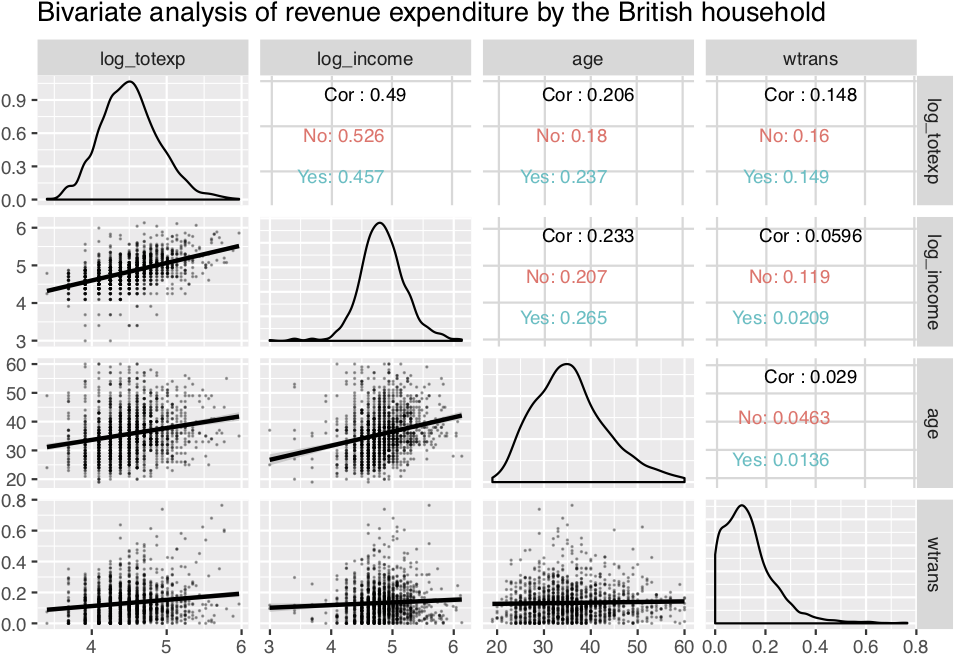 Bivariate analysis of revenue expenditure by the British household
log_totexp
log_income
age
wtrans
0.9
0.6
0.3
0.0
Cor : 0.49
No: 0.526
Yes: 0.457
Cor : 0.206
No: 0.18
Yes: 0.237
Cor : 0.148
No: 0.16
Yes: 0.149
log_totexp
6
5
4
3
Cor : 0.233
No: 0.207
Yes: 0.265
Cor : 0.0596
No: 0.119
Yes: 0.0209
log_income
60
50
40
30
20
Cor : 0.029
No: 0.0463
Yes: 0.0136
age
0.8
0.6
0.4
0.2
0.0
wtrans
4 5 6
3 4 5 6
20 30 40 50 60
0.0 0.2 0.4 0.6 0.8